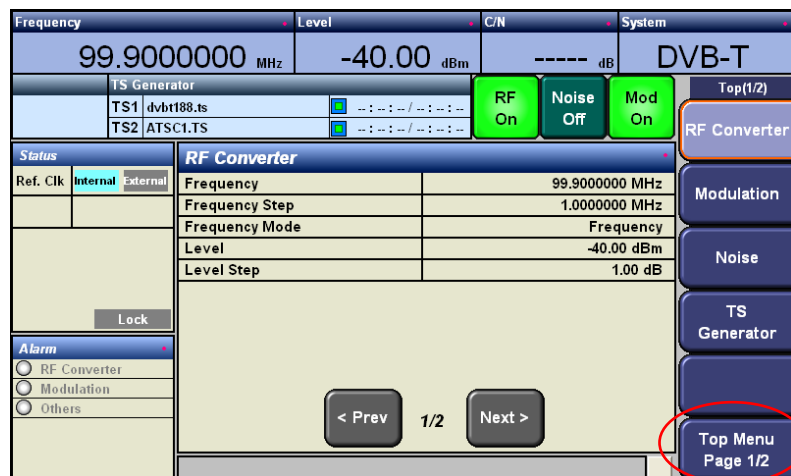 Frequency Level C/N System
99.9000000 MHz -40.00 dBm ----- dB DVB-T
TS Generator
TS1 dvbt188.ts --:--:--/--:--:--
TS2 ATSC1.TS --:--:--/--:--:--
RF On
Noise Off
Mod On
Top(1/2)
RF Converter
Modulation
Noise
TS Generator
Top Menu
Page 1/2
Status
Ref. Clk Internal External
Lock
Alarm
RF Converter
Modulation
Others
RF Converter
Frequency 99.9000000 MHz
Frequency Step 1.0000000 MHz
Frequency Mode Frequency
Level -40.00 dBm
Level Step 1.00 dB
< Prev 1/2 Next >